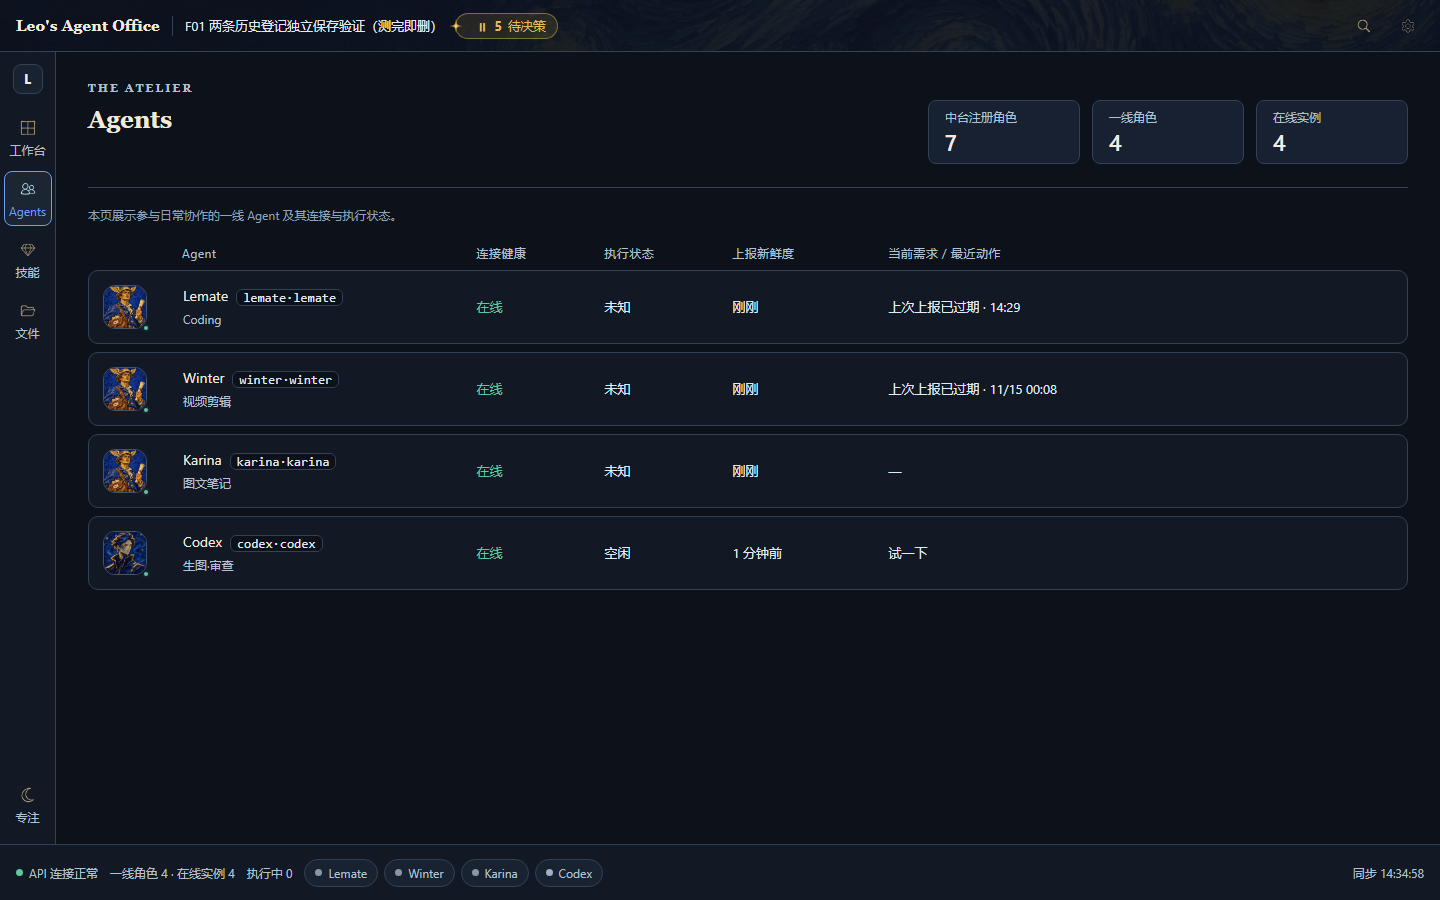 Leo's Agent Office
F01 两条历史登记独立保存验证（测完即删）
5 待决策
L
工作台
Agents
技能
文件
专注
THE ATELIER
Agents
中台注册角色
7
一线角色
4
在线实例
4
本页展示参与日常协作的一线 Agent 及其连接与执行状态。
Agent 连接健康 执行状态 上报新鲜度 当前需求 / 最近动作
Lemate lemate·lemate
Coding
在线 未知 刚刚 上次上报已过期 · 14:29
Winter winter·winter
视频剪辑
在线 未知 刚刚 上次上报已过期 · 11/15 00:08
Karina karina·karina
图文笔记
在线 未知 刚刚 —
Codex codex·codex
生图·审查
在线 空闲 1 分钟前 试一下
API 连接正常 一线角色 4 · 在线实例 4 执行中 0 Lemate Winter Karina Codex 同步 14:34:58